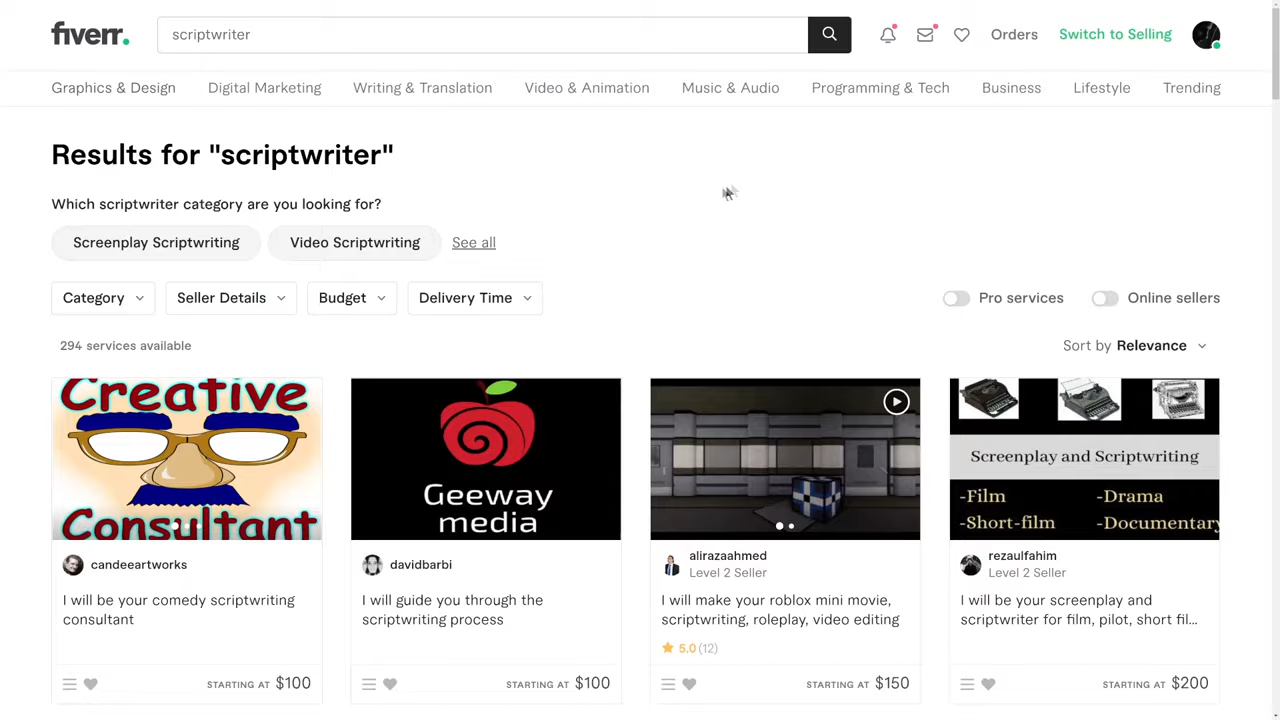 fiverr.
scriptwriter
Orders
Switch to Selling
Graphics & Design
Digital Marketing
Writing & Translation
Video & Animation
Music & Audio
Programming & Tech
Business
Lifestyle
Trending
Results for "scriptwriter"
Which scriptwriter category are you looking for?
Screenplay Scriptwriting
Video Scriptwriting
See all
Category
Seller Details
Budget
Delivery Time
Pro services
Online sellers
294 services available
Sort by Relevance
Creative
Consultant
candeeartworks
I will be your comedy scriptwriting
consultant
STARTING AT $100
Geeway
media
davidbarbi
I will guide you through the
scriptwriting process
STARTING AT $100
alirazaahmed
Level 2 Seller
I will make your roblox mini movie,
scriptwriting, roleplay, video editing
5.0 (12)
STARTING AT $150
Screenplay and Scriptwriting
-Film
-Drama
-Short-film
-Documentary
rezaulfahim
Level 2 Seller
I will be your screenplay and
scriptwriter for film, pilot, short fil...
STARTING AT $200